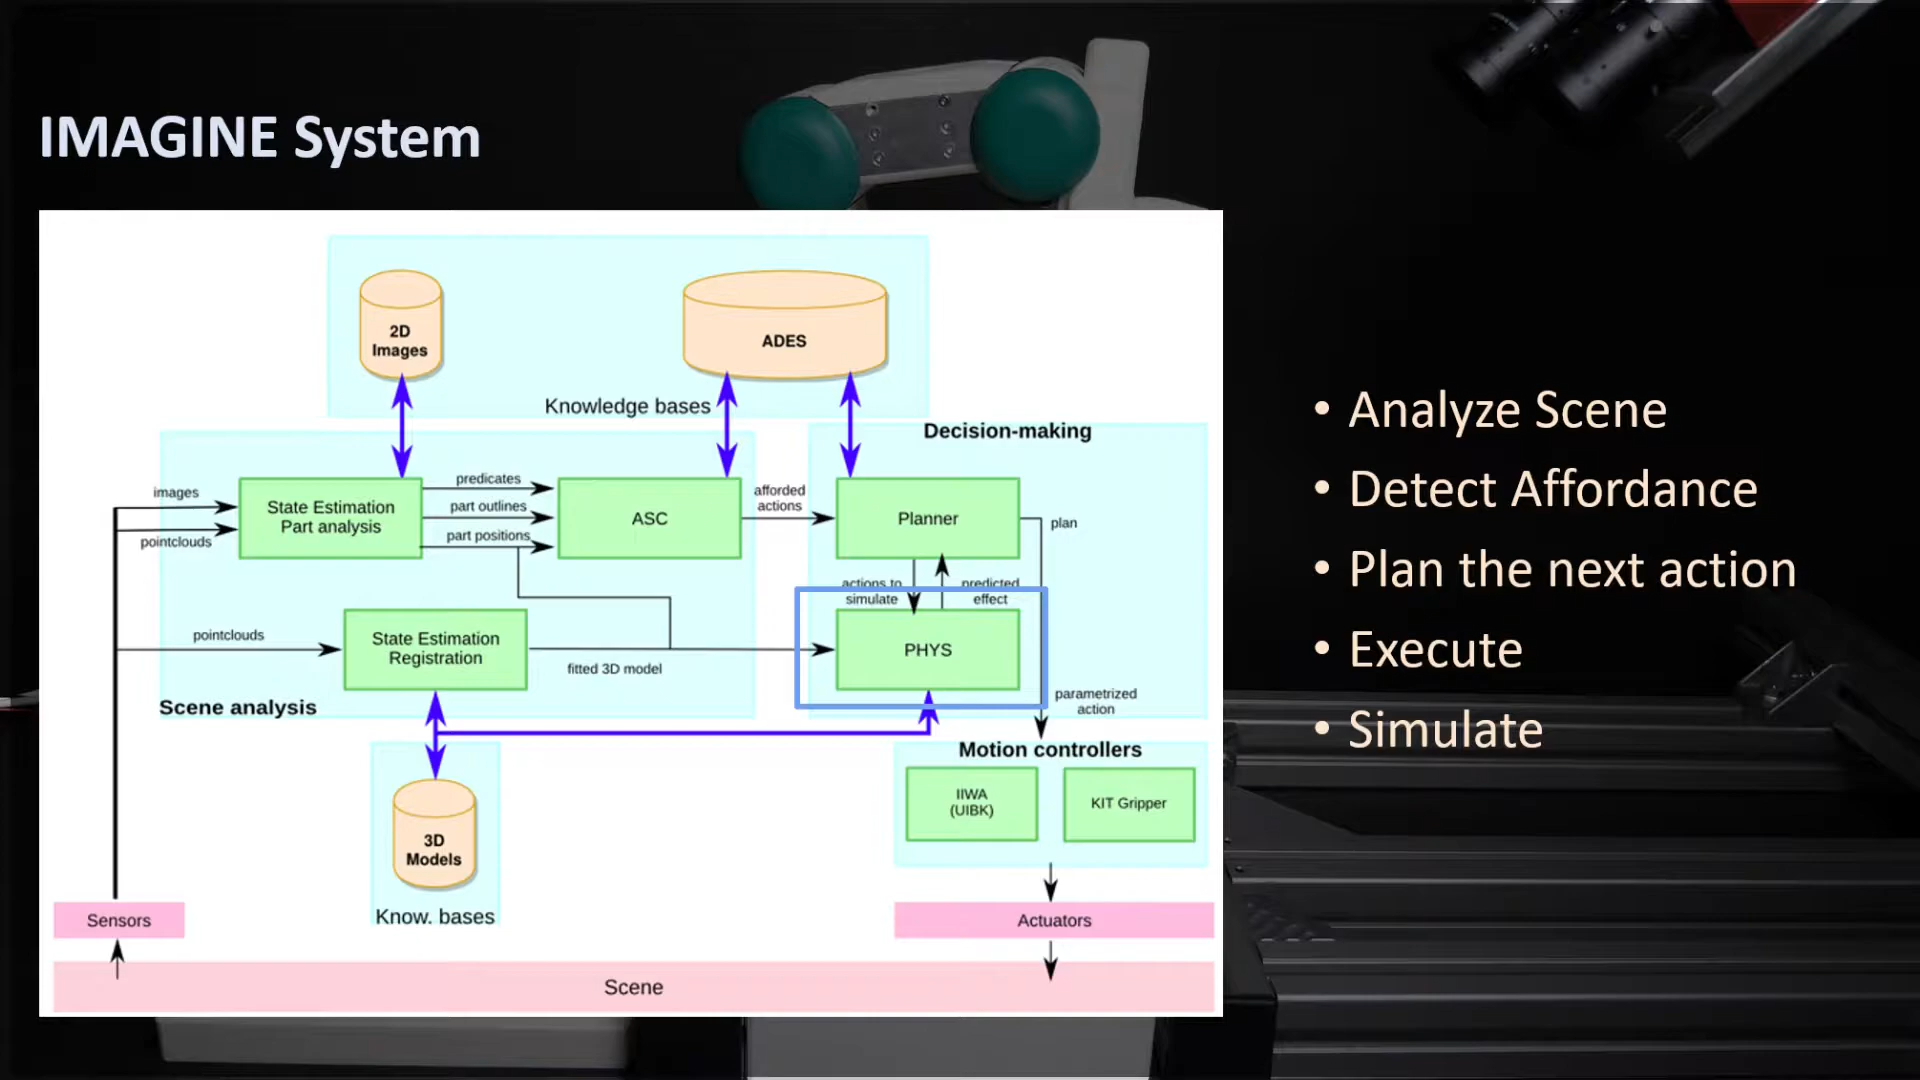 IMAGINE System
2D
Images
ADES
Knowledge bases
Decision-making
images
pointclouds
State Estimation
Part analysis
predicates
part outlines
part positions
ASC
afforded
actions
Planner
plan
actions to
simulate
predicted
effect
pointclouds
State Estimation
Registration
fitted 3D model
PHYS
Scene analysis
parametrized
action
Motion controllers
IIWA
(UIBK)
KIT Gripper
3D
Models
Know. bases
Sensors
Actuators
Scene
• Analyze Scene
• Detect Affordance
• Plan the next action
• Execute
• Simulate